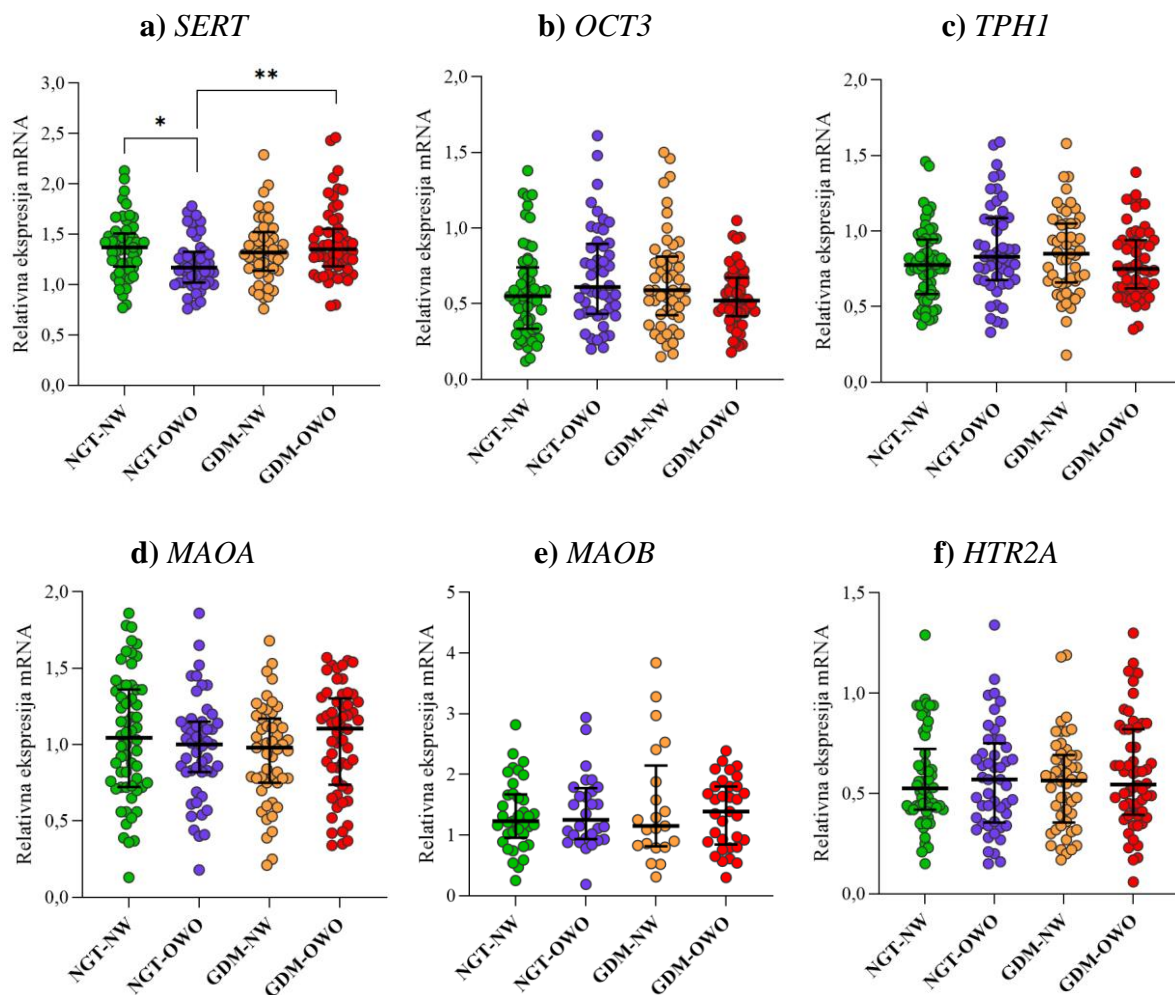 a) SERT
b) OCT3
c) TPH1
Relativna ekspresija mRNA
3,0
2,5
2,0
1,5
1,0
0,5
0,0
*
**
NGT-NW
NGT-OWO
GDM-NW
GDM-OWO
Relativna ekspresija mRNA
2,0
1,5
1,0
0,5
0,0
NGT-NW
NGT-OWO
GDM-NW
GDM-OWO
Relativna ekspresija mRNA
2,0
1,5
1,0
0,5
0,0
NGT-NW
NGT-OWO
GDM-NW
GDM-OWO
d) MAOA
e) MAOB
f) HTR2A
Relativna ekspresija mRNA
2,0
1,5
1,0
0,5
0,0
NGT-NW
NGT-OWO
GDM-NW
GDM-OWO
Relativna ekspresija mRNA
5
4
3
2
1
0
NGT-NW
NGT-OWO
GDM-NW
GDM-OWO
Relativna ekspresija mRNA
1,5
1,0
0,5
0,0
NGT-NW
NGT-OWO
GDM-NW
GDM-OWO